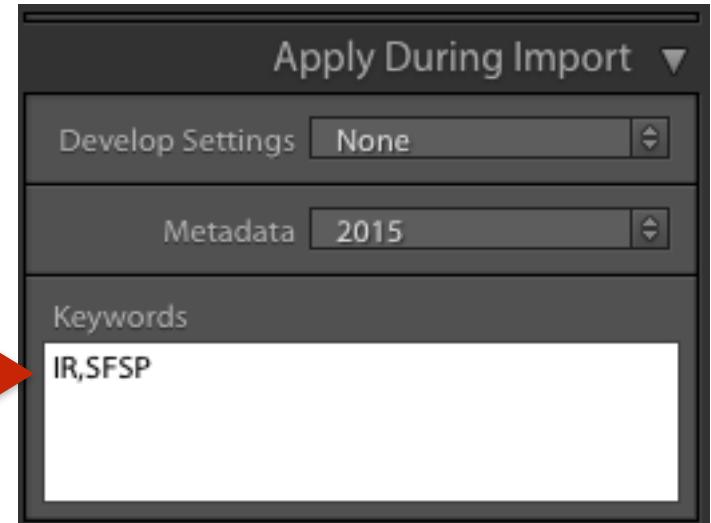 Apply During Import
Develop Settings None
Metadata 2015
Keywords
IR,SFSP